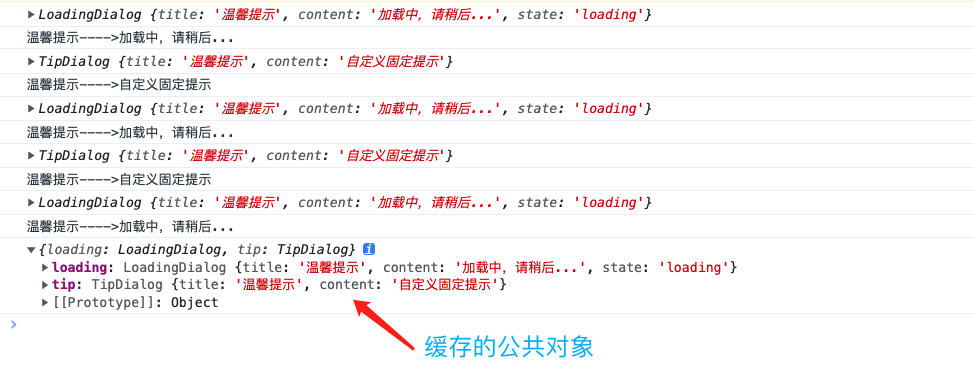 LoadingDialog {title: '温馨提示', content: '加载中，请稍后...', state: 'loading'}
温馨提示---->加载中，请稍后...
TipDialog {title: '温馨提示', content: '自定义固定提示'}
温馨提示---->自定义固定提示
LoadingDialog {title: '温馨提示', content: '加载中，请稍后...', state: 'loading'}
温馨提示---->加载中，请稍后...
TipDialog {title: '温馨提示', content: '自定义固定提示'}
温馨提示---->自定义固定提示
LoadingDialog {title: '温馨提示', content: '加载中，请稍后...', state: 'loading'}
温馨提示---->加载中，请稍后...
{loading: LoadingDialog, tip: TipDialog} i
loading: LoadingDialog {title: '温馨提示', content: '加载中，请稍后...', state: 'loading'}
tip: TipDialog {title: '温馨提示', content: '自定义固定提示'}
[[Prototype]]: Object
缓存的公共对象